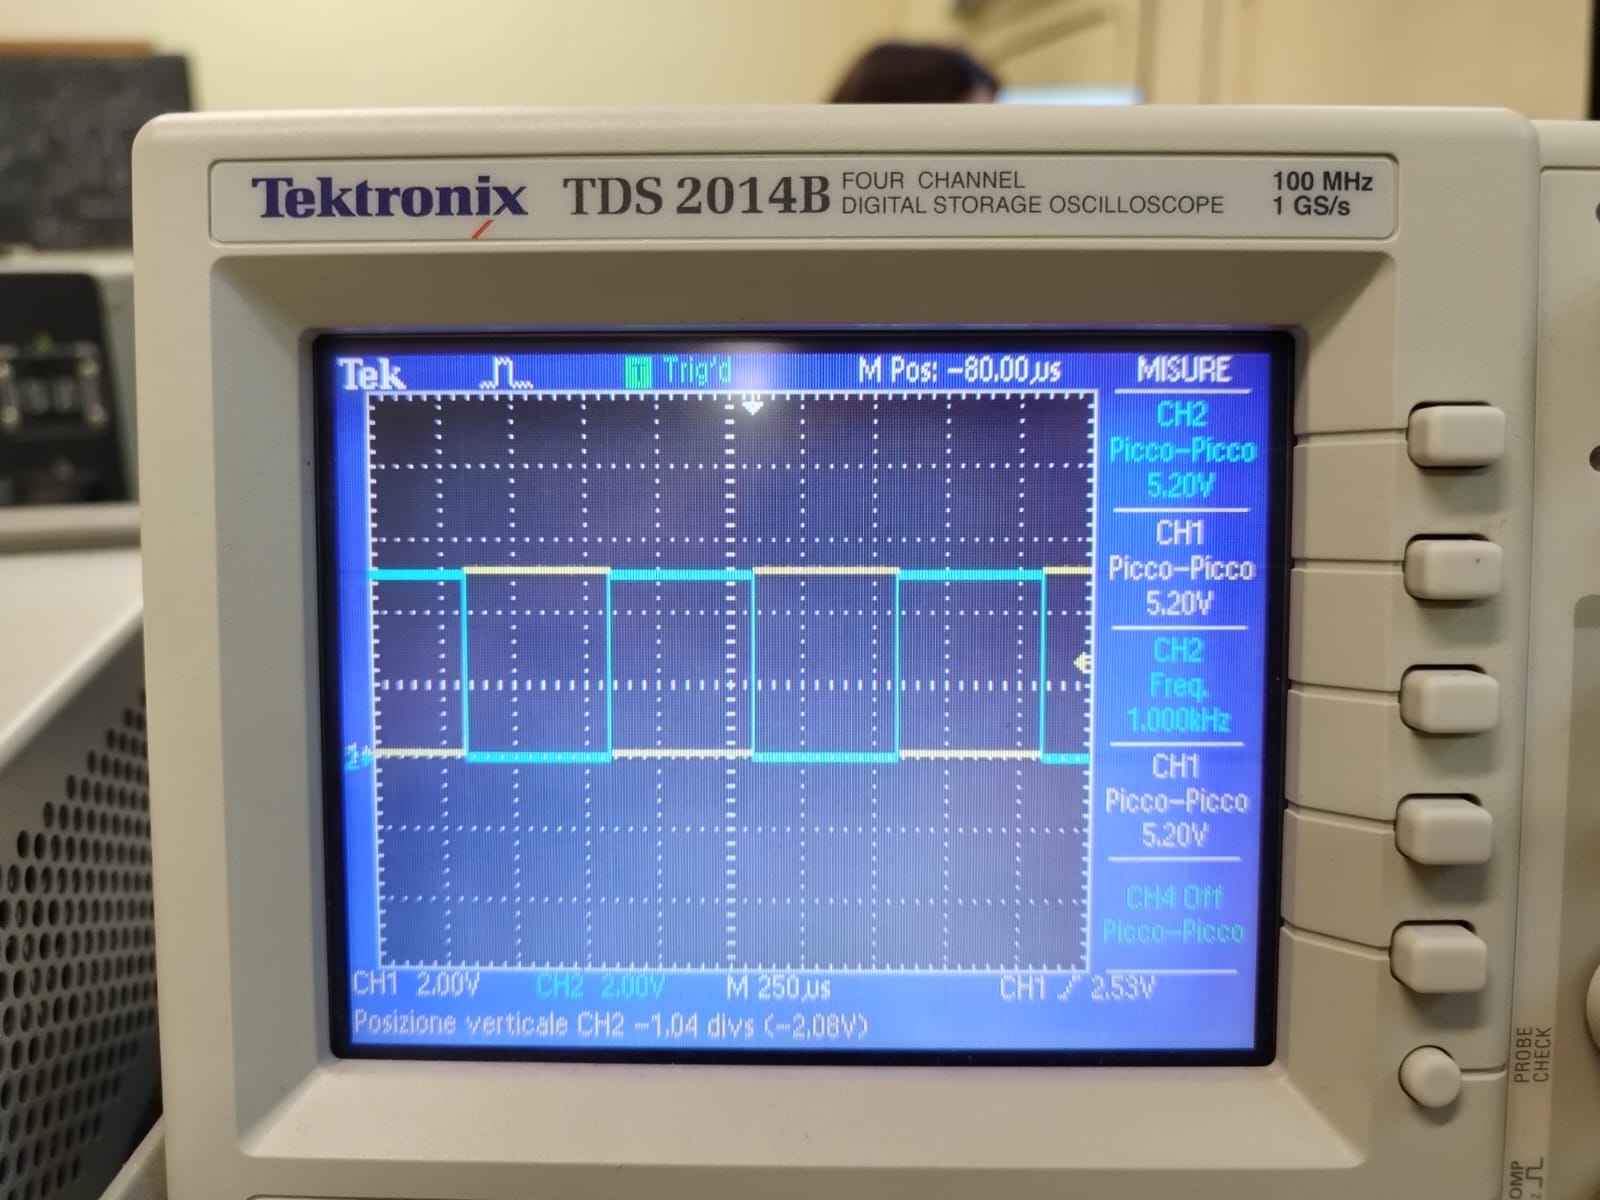 Tektronix TDS 2014B FOUR CHANNEL DIGITAL STORAGE OSCILLOSCOPE
100 MHz
1 GS/s
Tek Trig'd M Pos: -80.00µs MISURE
CH2
Picco-Picco
5.20V
CH1
Picco-Picco
5.20V
CH2
Freq.
1.000kHz
CH1
Picco-Picco
5.20V
CH4 Off
Picco-Picco
2
CH1 2.00V CH2 2.00V M 250µs CH1 2.53V
Posizione verticale CH2 -1.04 divs (-2.08V)
PROBE
CHECK